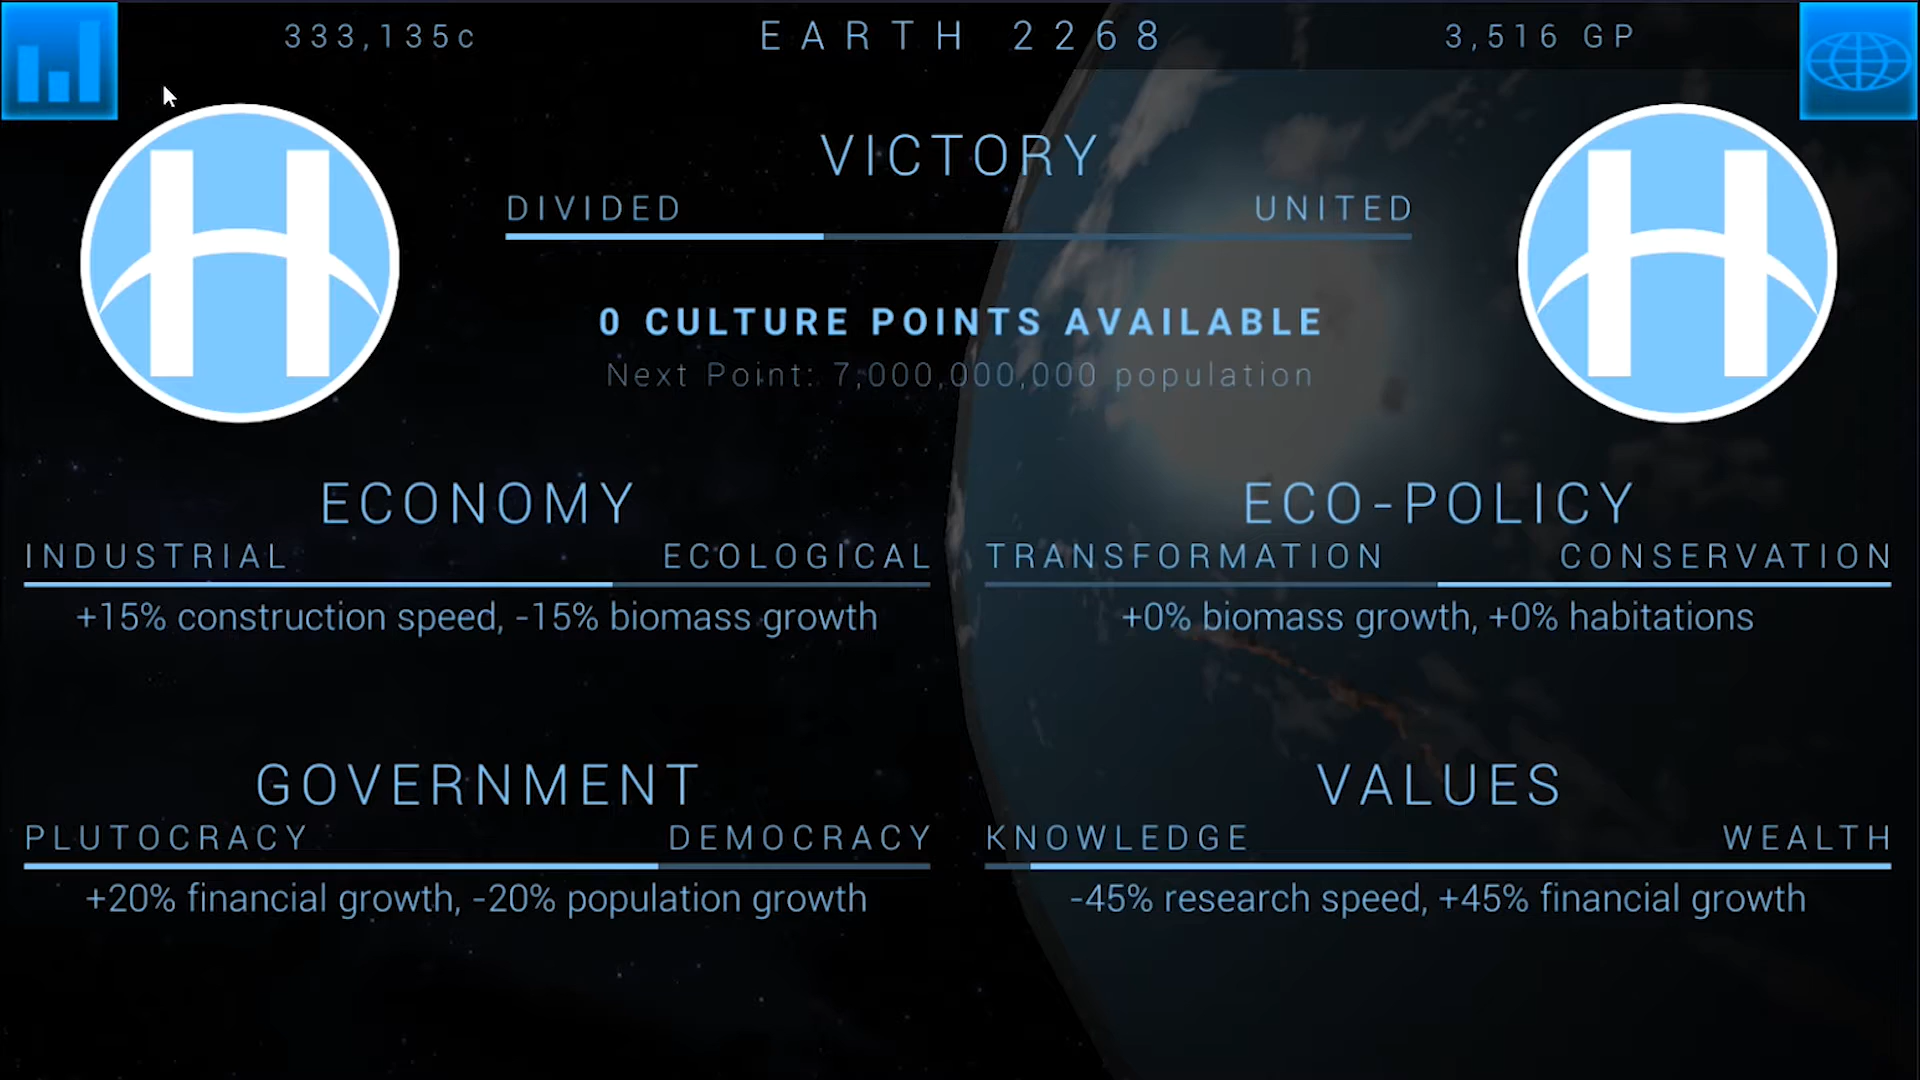 333,135c
EARTH 2268
3,516 GP
VICTORY
DIVIDED
UNITED
0 CULTURE POINTS AVAILABLE
Next Point: 7,000,000,000 population
H
H
ECONOMY
INDUSTRIAL
ECOLOGICAL
+15% construction speed, -15% biomass growth
ECO-POLICY
TRANSFORMATION
CONSERVATION
+0% biomass growth, +0% habitations
GOVERNMENT
PLUTOCRACY
DEMOCRACY
+20% financial growth, -20% population growth
VALUES
KNOWLEDGE
WEALTH
-45% research speed, +45% financial growth